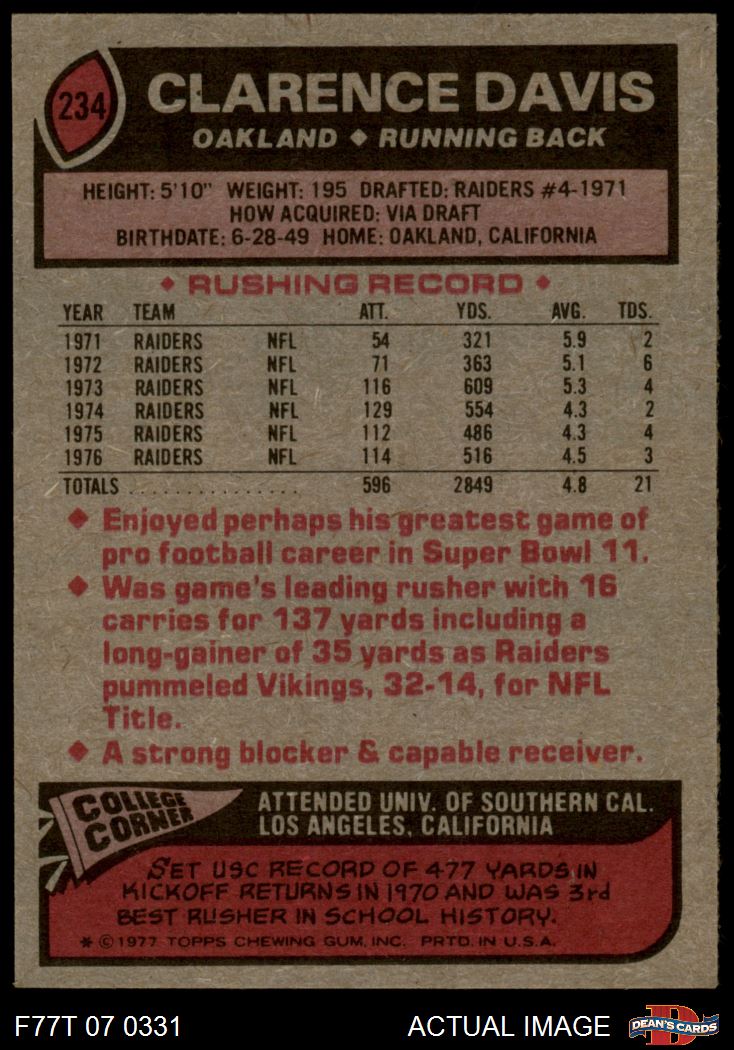 234
CLARENCE DAVIS
OAKLAND ◆ RUNNING BACK
HEIGHT: 5'10" WEIGHT: 195 DRAFTED: RAIDERS #4-1971
HOW ACQUIRED: VIA DRAFT
BIRTHDATE: 6-28-49 HOME: OAKLAND, CALIFORNIA
◆ RUSHING RECORD ◆
YEAR TEAM ATT. YDS. AVG. TDS.
1971 RAIDERS NFL 54 321 5.9 2
1972 RAIDERS NFL 71 363 5.1 6
1973 RAIDERS NFL 116 609 5.3 4
1974 RAIDERS NFL 129 554 4.3 2
1975 RAIDERS NFL 112 486 4.3 4
1976 RAIDERS NFL 114 516 4.5 3
TOTALS ................ 596 2849 4.8 21
◆ Enjoyed perhaps his greatest game of
pro football career in Super Bowl 11.
◆ Was game's leading rusher with 16
carries for 137 yards including a
long-gainer of 35 yards as Raiders
pummeled Vikings, 32-14, for NFL
Title.
◆ A strong blocker & capable receiver.
COLLEGE
CORNER
ATTENDED UNIV. OF SOUTHERN CAL.
LOS ANGELES, CALIFORNIA
SET USC RECORD OF 477 YARDS IN
KICKOFF RETURNS IN 1970 AND WAS 3rd
BEST RUSHER IN SCHOOL HISTORY.
* © 1977 TOPPS CHEWING GUM, INC. PRTD. IN U.S.A.
F77T 07 0331
ACTUAL IMAGE
D
DEAN'S CARDS